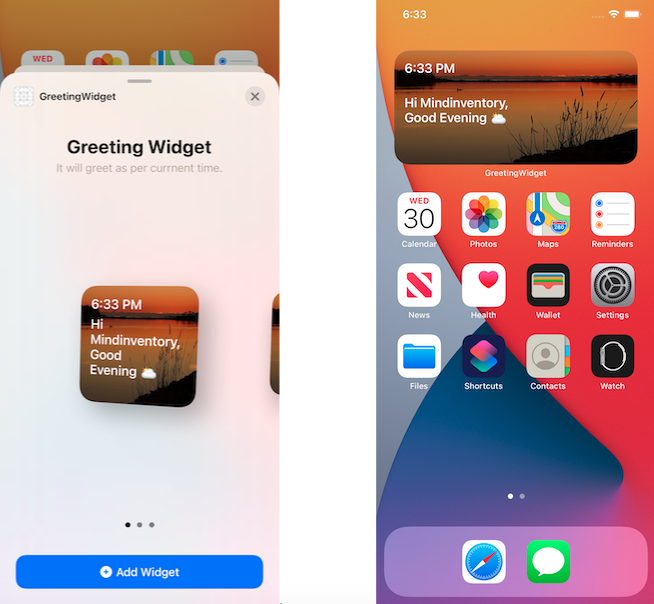 WED
GreetingWidget
Greeting Widget
It will greet as per currnent time.
6:33 PM
Hi
Mindinventory,
Good
Evening
Add Widget
6:33
6:33 PM
Hi Mindinventory,
Good Evening
GreetingWidget
WED
30
280
Calendar
Photos
Maps
Reminders
News
Health
Wallet
Settings
Files
Shortcuts
Contacts
Watch